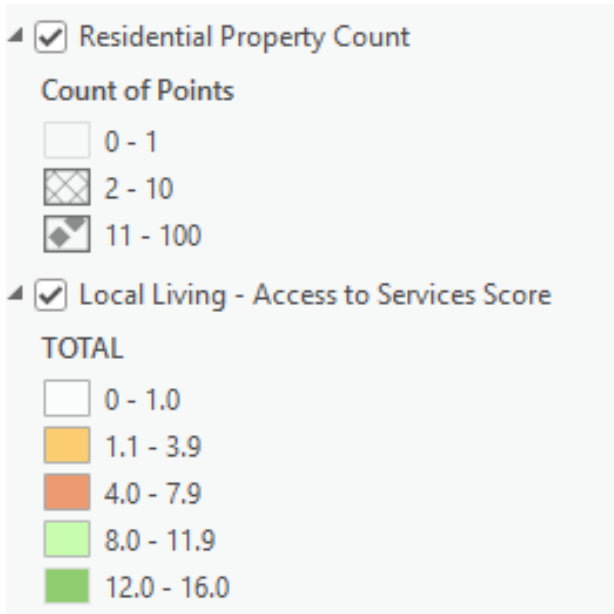 Residential Property Count
Count of Points
0 - 1
2 - 10
11 - 100
Local Living - Access to Services Score
TOTAL
0 - 1.0
1.1 - 3.9
4.0 - 7.9
8.0 - 11.9
12.0 - 16.0